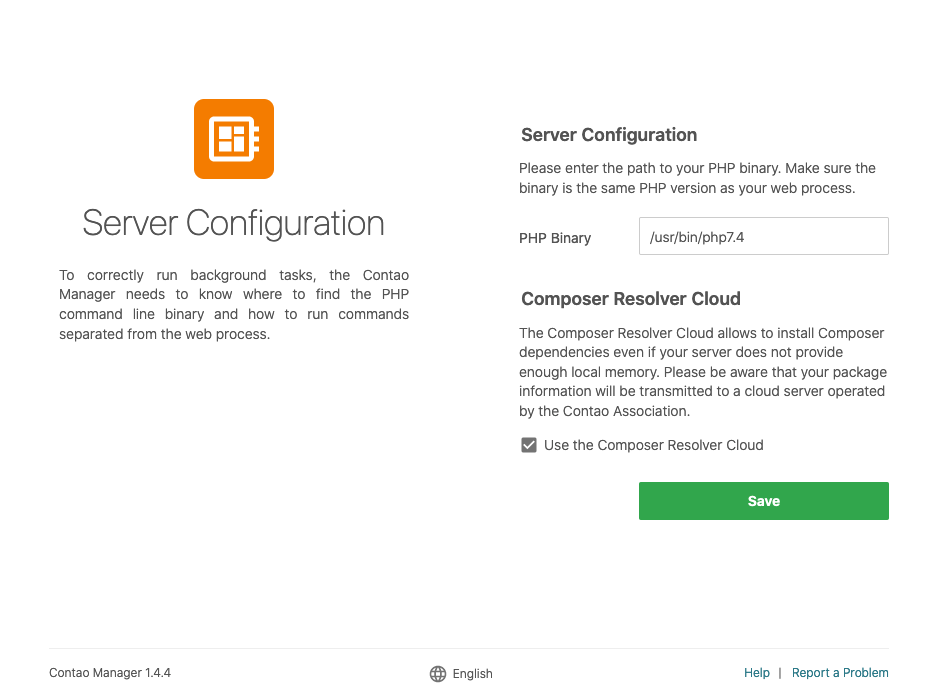 Server Configuration
To correctly run background tasks, the Contao
Manager needs to know where to find the PHP
command line binary and how to run commands
separated from the web process.
Server Configuration
Please enter the path to your PHP binary. Make sure the
binary is the same PHP version as your web process.
PHP Binary
/usr/bin/php7.4
Composer Resolver Cloud
The Composer Resolver Cloud allows to install Composer
dependencies even if your server does not provide
enough local memory. Please be aware that your package
information will be transmitted to a cloud server operated
by the Contao Association.
Use the Composer Resolver Cloud
Save
Contao Manager 1.4.4
English
Help | Report a Problem